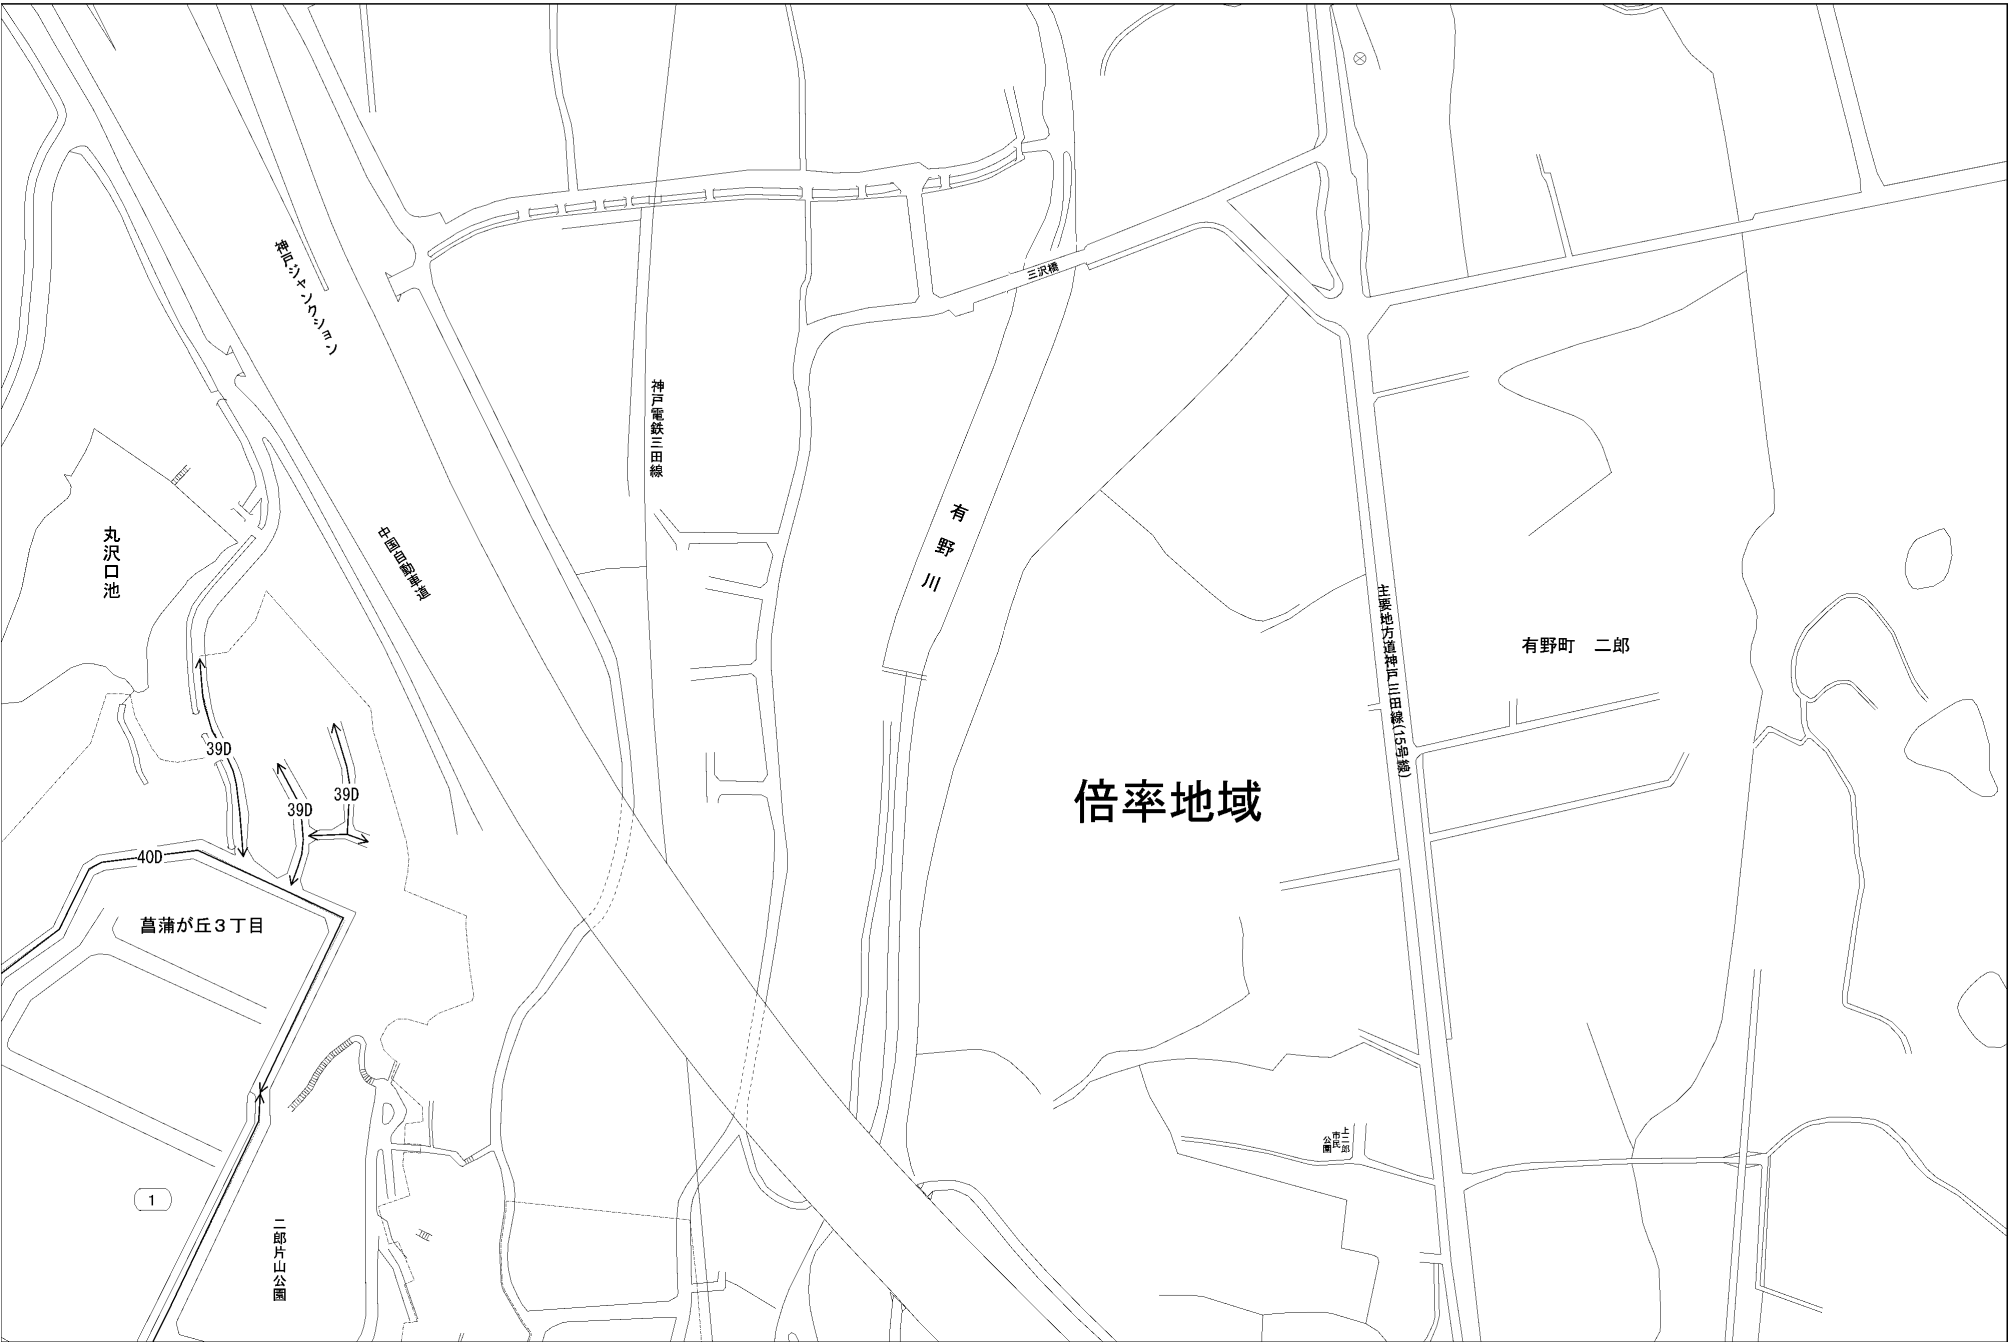 神戸ジャンクション
三沢橋
神戸電鉄三田線
有野川
中国自動車道
丸沢口池
主要地方道神戸三田線(15号線)
有野町　二郎
39D
39D
39D
倍率地域
40D
菖蒲が丘3丁目
上二郎
市民
公園
1
二郎片山公園